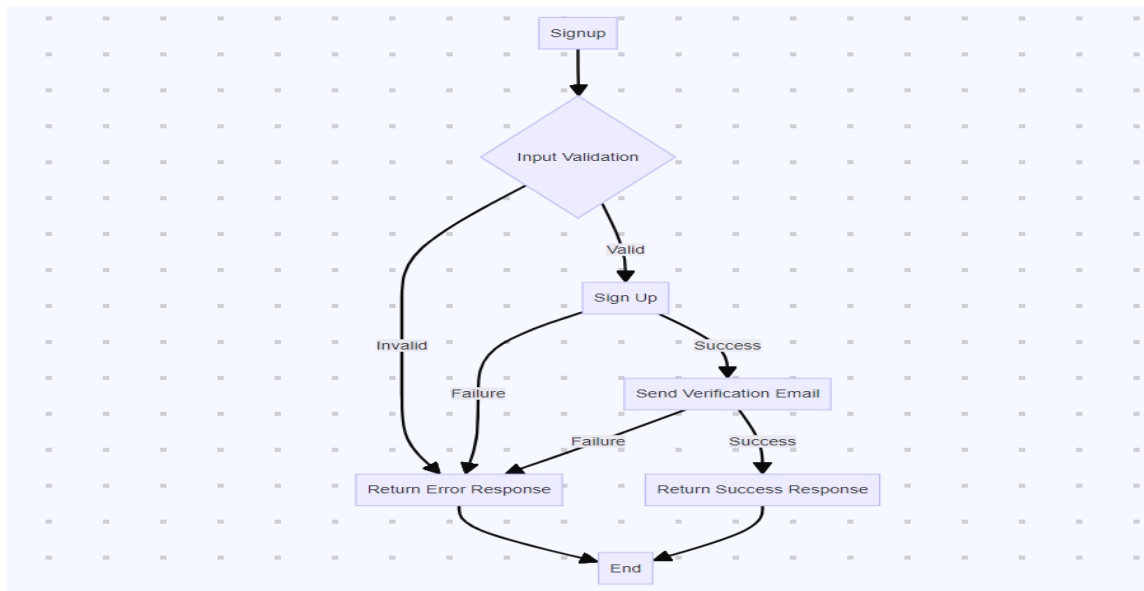 Signup
Input Validation
Valid
Sign Up
Invalid
Success
Failure
Send Verification Email
Failure
Success
Return Error Response
Return Success Response
End